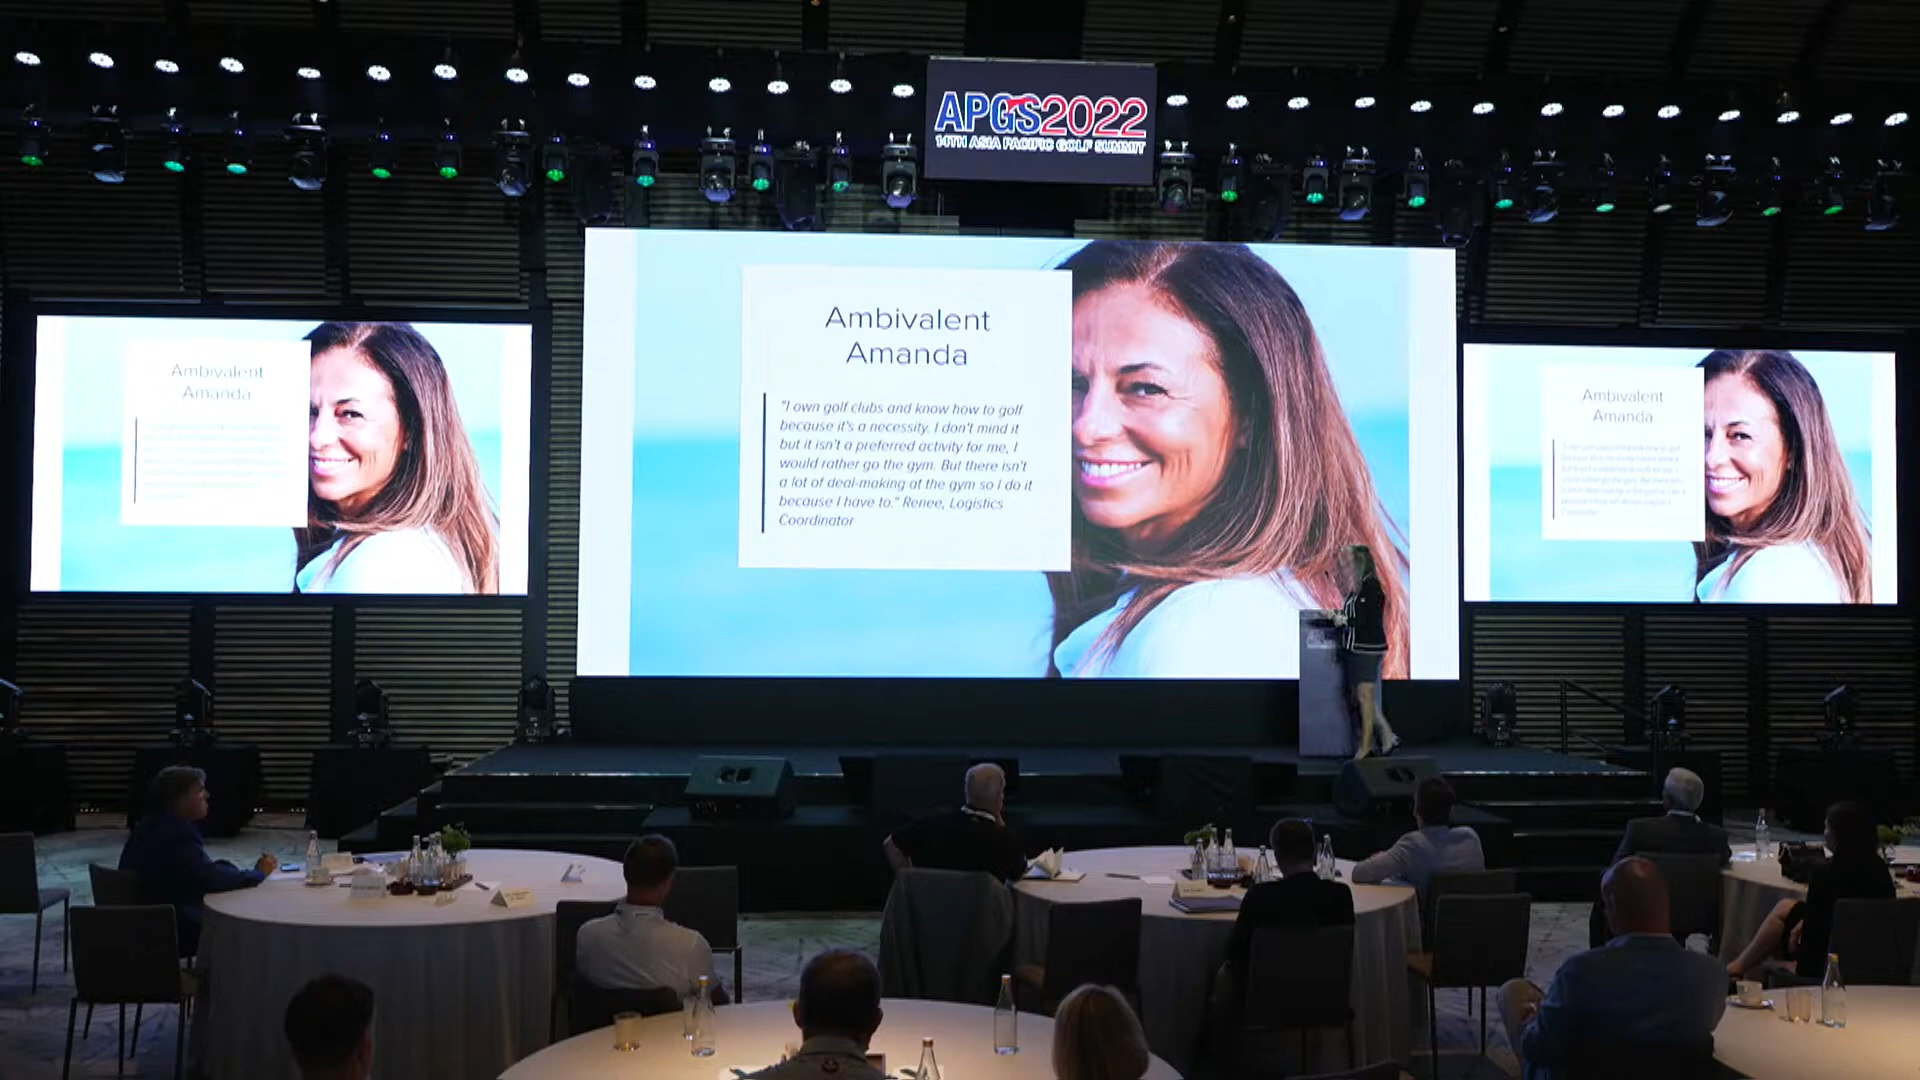 APGS2022
14TH ASIA PACIFIC GOLF SUMMIT
Ambivalent
Amanda
"I own golf clubs and know how to golf
because it's a necessity. I don't mind it
but it isn't a preferred activity for me, I
would rather go the gym. But there isn't
a lot of deal-making at the gym so I do it
because I have to." Renee, Logistics
Coordinator
Ambivalent
Amanda
Ambivalent
Amanda